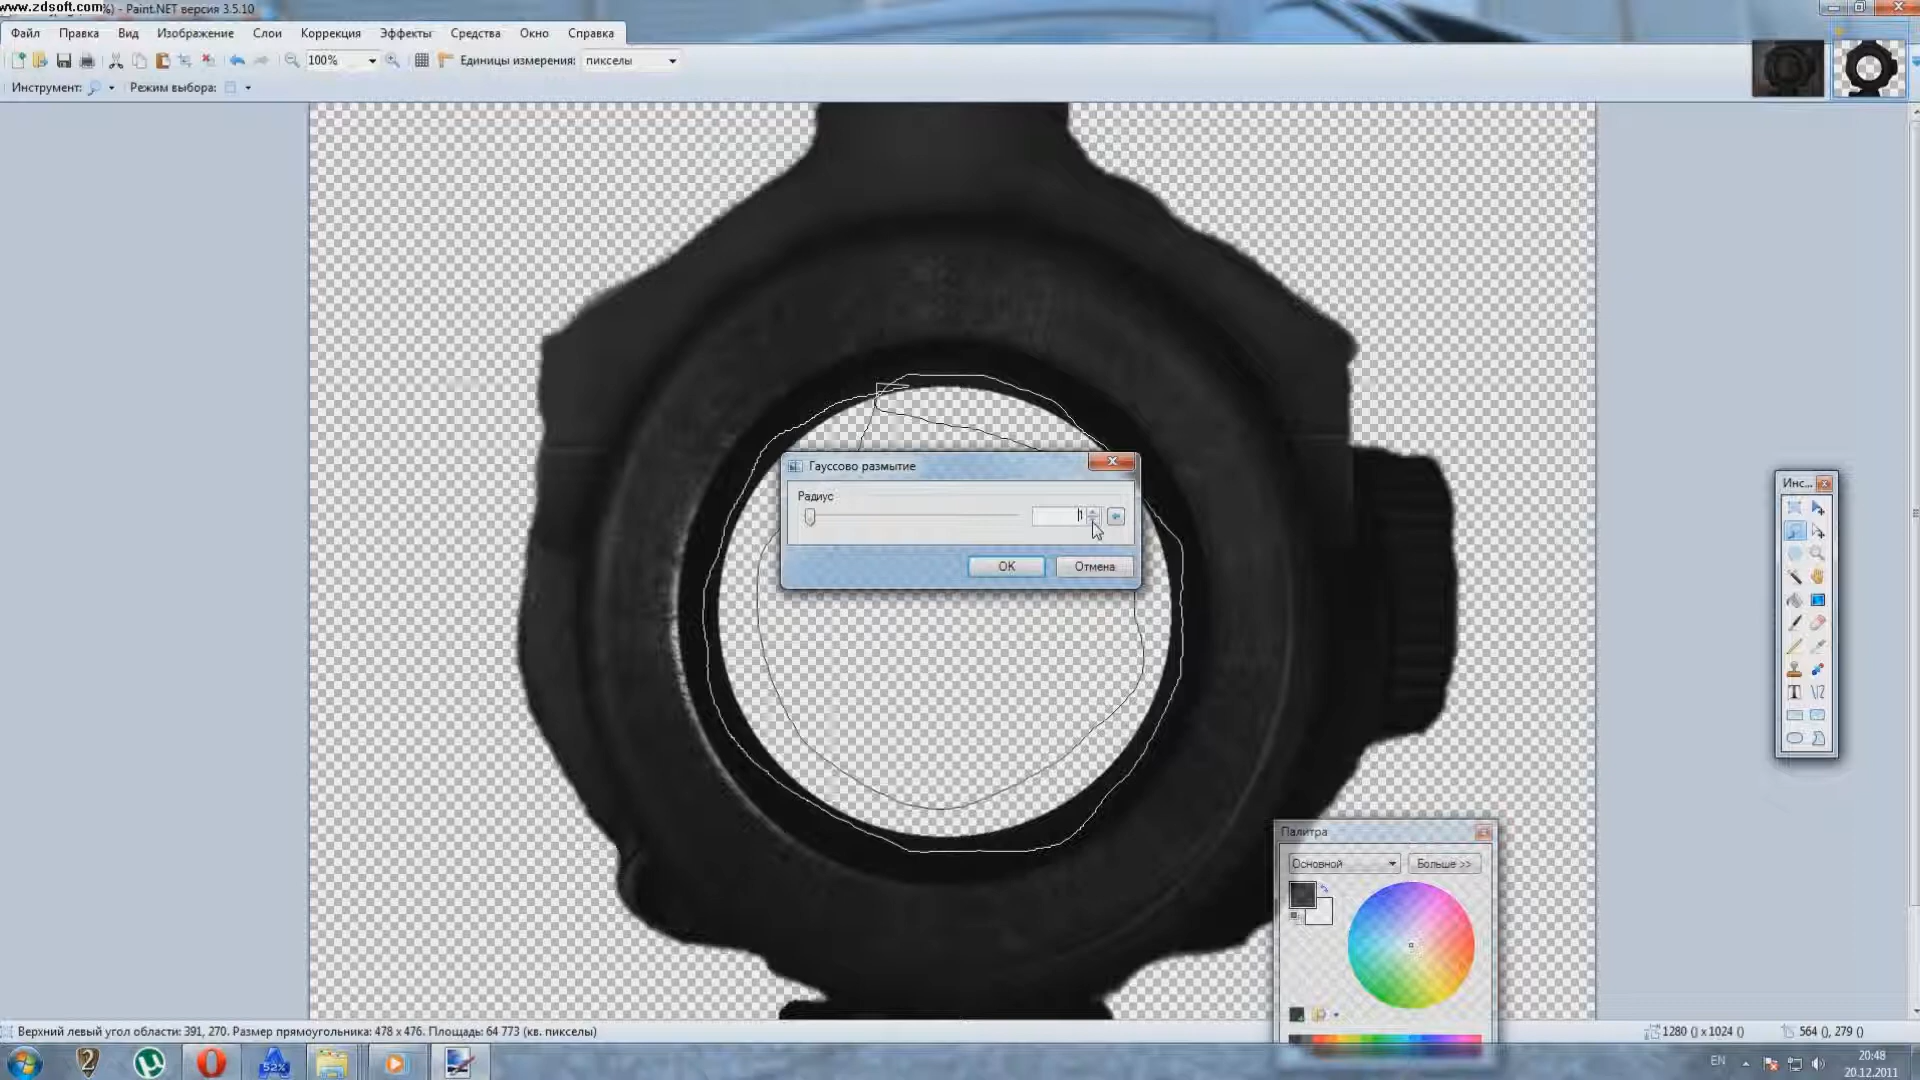 www.zdsoft.com
%) - Paint.NET версия 3.5.10
Файл Правка Вид Изображение Слои Коррекция Эффекты Средства Окно Справка
100% Единицы измерения: пикселы
Инструмент: Режим выбора:
Гауссово размытие
Радиус
1
OK Отмена
Инс...
Палитра
Основной Больше >>
Верхний левый угол области: 391, 270. Размер прямоугольника: 478 x 476. Площадь: 64 773 (кв. пикселы)
1280 () x 1024 () 564 (), 279 ()
52%
EN
20:48
20.12.2011